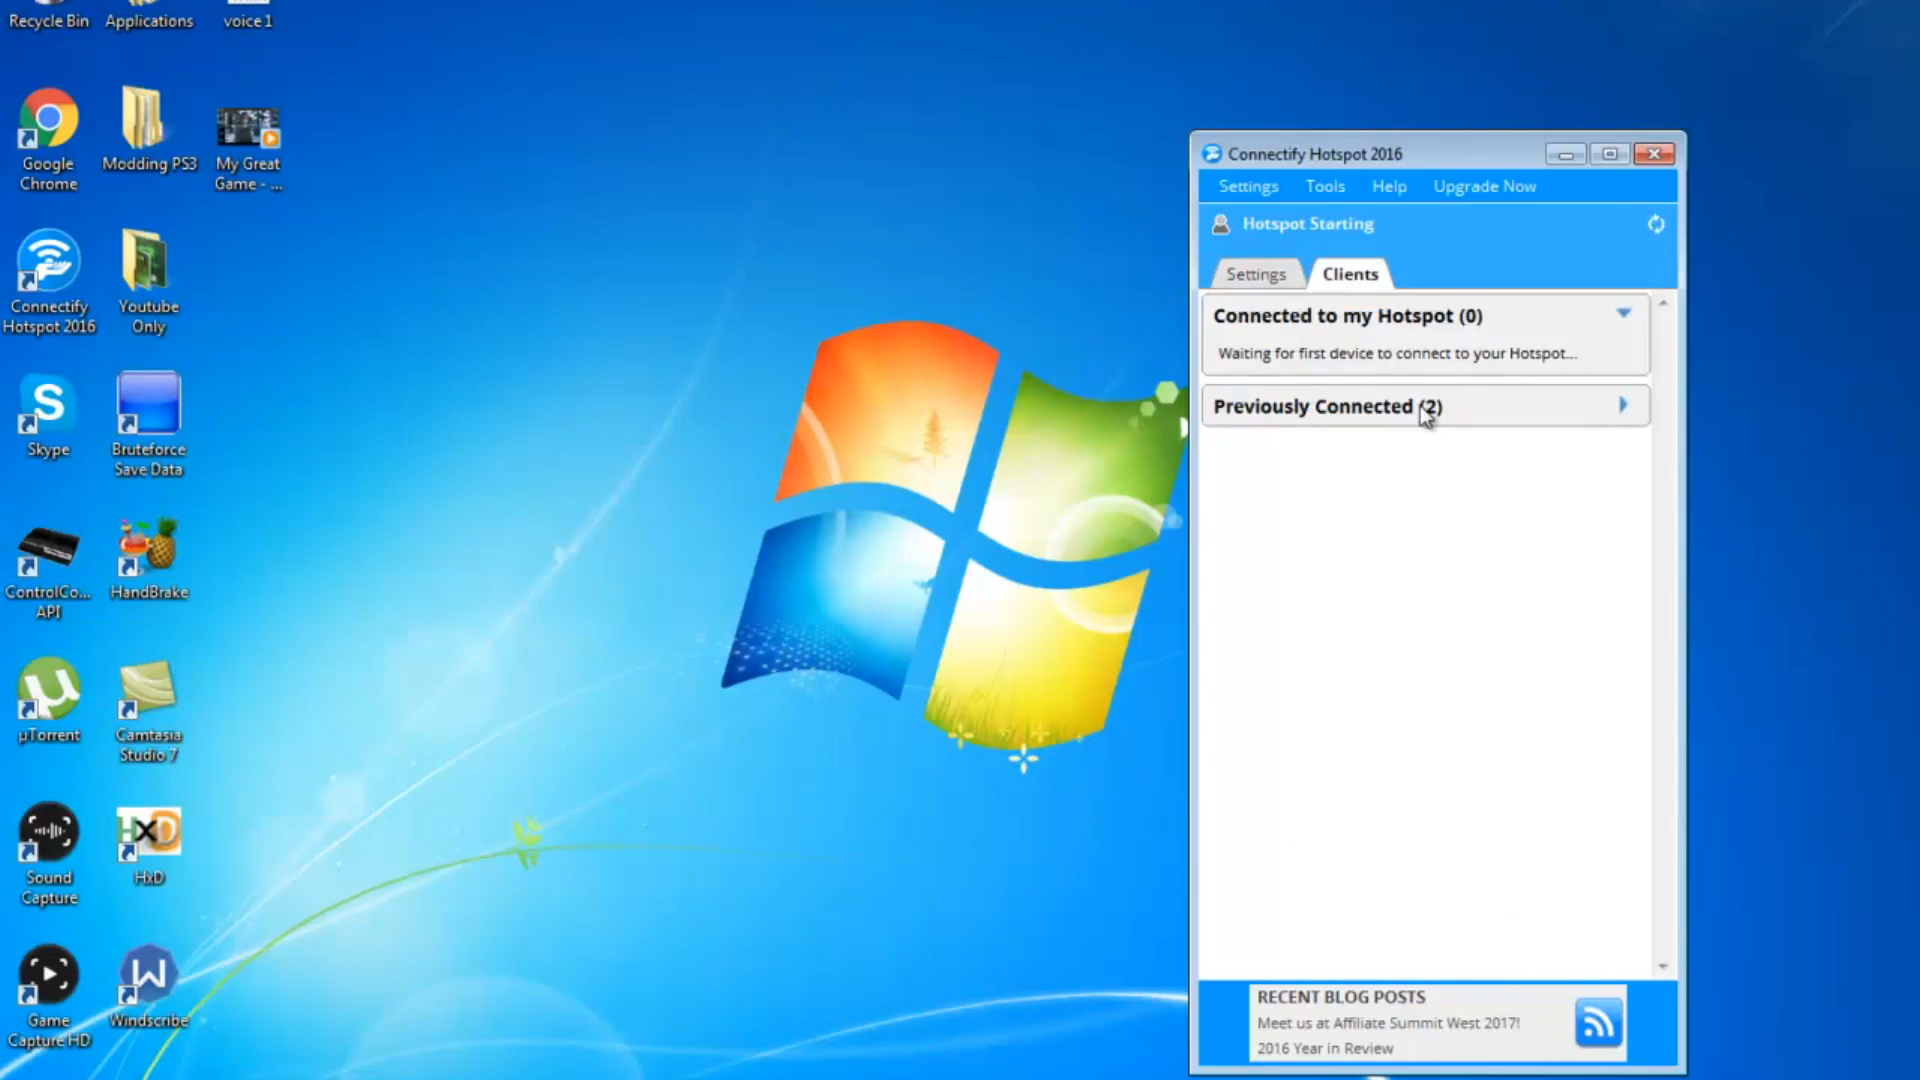 Recycle Bin
Applications
voice 1
Google
Chrome
Modding PS3
My Great
Game - ...
Connectify
Hotspot 2016
Youtube
Only
Skype
Bruteforce
Save Data
ControlCo...
API
HandBrake
µTorrent
Camtasia
Studio 7
Sound
Capture
HxD
HxD
Game
Capture HD
Windscribe
Connectify Hotspot 2016
Settings Tools Help Upgrade Now
Hotspot Starting
Settings Clients
Connected to my Hotspot (0)
Waiting for first device to connect to your Hotspot...
Previously Connected (2)
RECENT BLOG POSTS
Meet us at Affiliate Summit West 2017!
2016 Year in Review